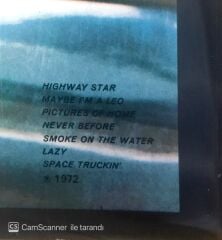 HIGHWAY STAR
MAYBE I'M A LEO
PICTURES OF HOME
NEVER BEFORE
SMOKE ON THE WATER
LAZY
SPACE TRUCKIN'
1972
CS CamScanner ile tarandı